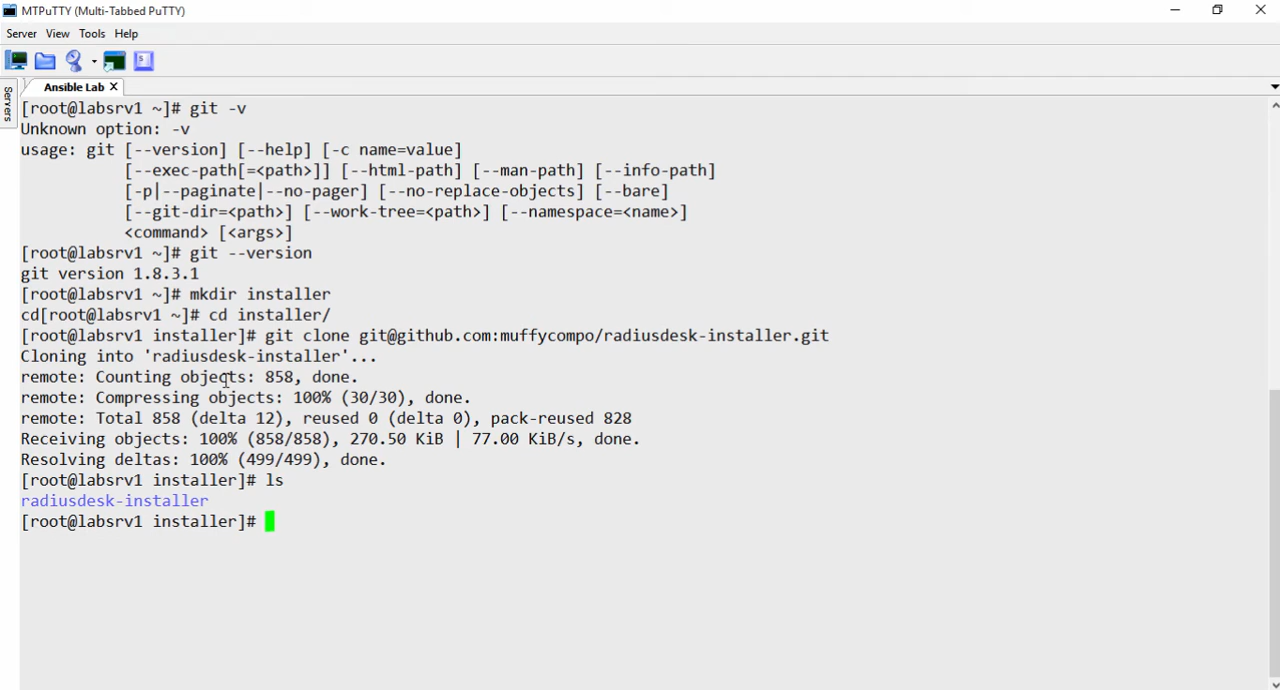 MTPuTTY (Multi-Tabbed PuTTY)
Server View Tools Help
Ansible Lab
Servers
[root@labsrv1 ~]# git -v
Unknown option: -v
usage: git [--version] [--help] [-c name=value]
[--exec-path[=<path>]] [--html-path] [--man-path] [--info-path]
[-p|--paginate|--no-pager] [--no-replace-objects] [--bare]
[--git-dir=<path>] [--work-tree=<path>] [--namespace=<name>]
<command> [<args>]
[root@labsrv1 ~]# git --version
git version 1.8.3.1
[root@labsrv1 ~]# mkdir installer
cd[root@labsrv1 ~]# cd installer/
[root@labsrv1 installer]# git clone git@github.com:muffycompo/radiusdesk-installer.git
Cloning into 'radiusdesk-installer'...
remote: Counting objects: 858, done.
remote: Compressing objects: 100% (30/30), done.
remote: Total 858 (delta 12), reused 0 (delta 0), pack-reused 828
Receiving objects: 100% (858/858), 270.50 KiB | 77.00 KiB/s, done.
Resolving deltas: 100% (499/499), done.
[root@labsrv1 installer]# ls
radiusdesk-installer
[root@labsrv1 installer]#